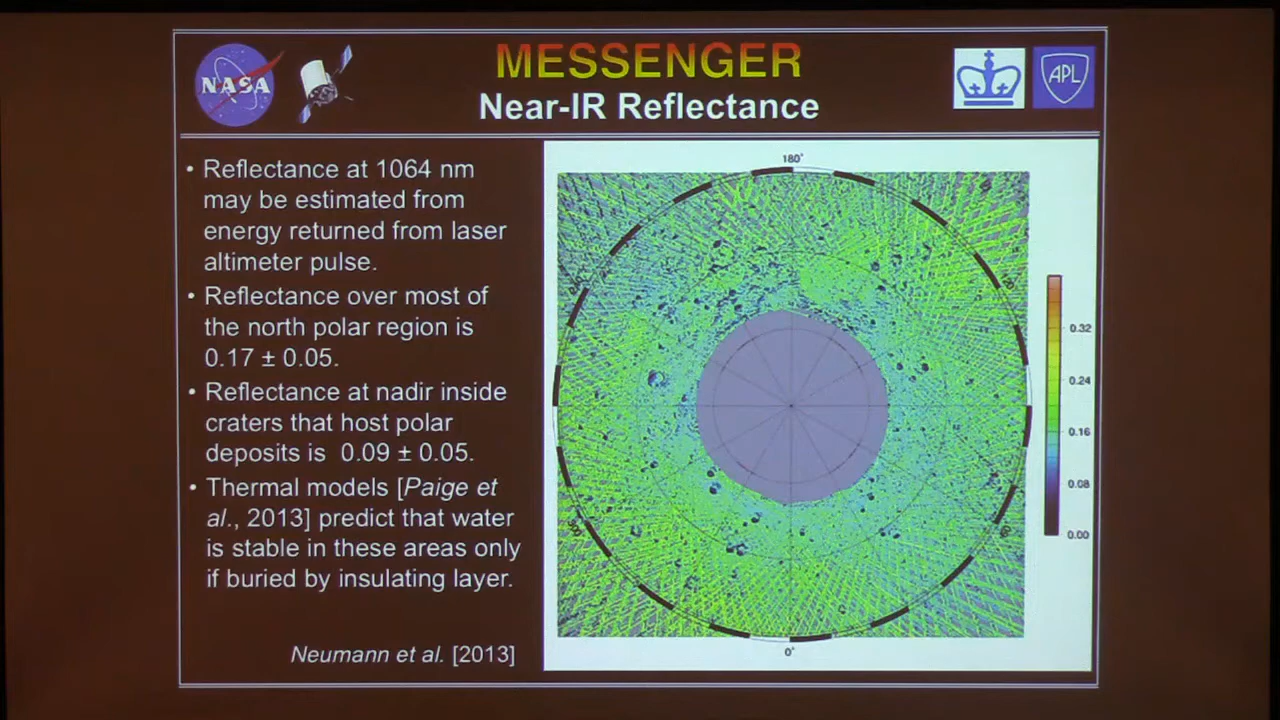 NASA
MESSENGER
Near-IR Reflectance
APL
• Reflectance at 1064 nm
may be estimated from
energy returned from laser
altimeter pulse.
• Reflectance over most of
the north polar region is
0.17 ± 0.05.
• Reflectance at nadir inside
craters that host polar
deposits is 0.09 ± 0.05.
• Thermal models [Paige et
al., 2013] predict that water
is stable in these areas only
if buried by insulating layer.
Neumann et al. [2013]
180°
0.32
0.24
0.16
0.08
0.00
0°